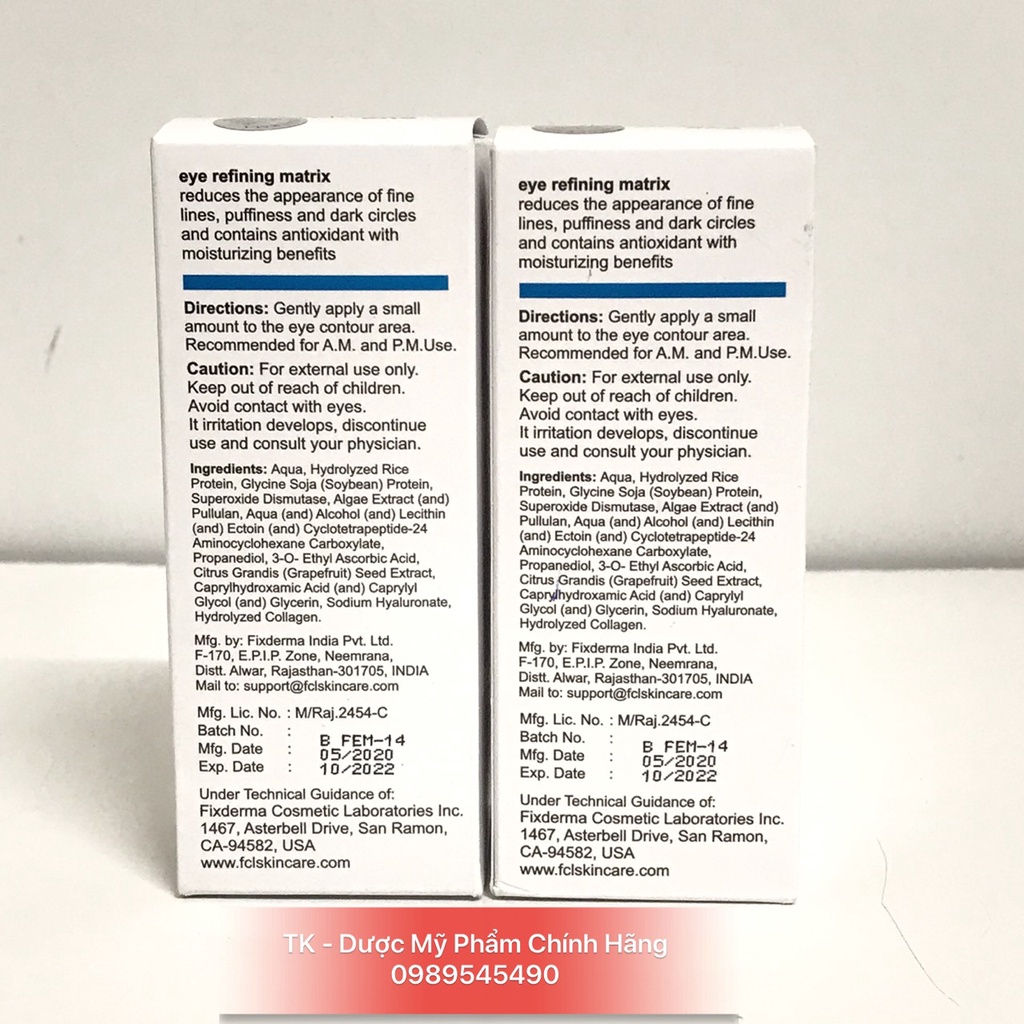 eye refining matrix
reduces the appearance of fine
lines, puffiness and dark circles
and contains antioxidant with
moisturizing benefits
Directions: Gently apply a small
amount to the eye contour area.
Recommended for A.M. and P.M.Use.
Caution: For external use only.
Keep out of reach of children.
Avoid contact with eyes.
It irritation develops, discontinue
use and consult your physician.
Ingredients: Aqua, Hydrolyzed Rice
Protein, Glycine Soja (Soybean) Protein,
Superoxide Dismutase, Algae Extract (and)
Pullulan, Aqua (and) Alcohol (and) Lecithin
(and) Ectoin (and) Cyclotetrapeptide-24
Aminocyclohexane Carboxylate,
Propanediol, 3-O- Ethyl Ascorbic Acid,
Citrus Grandis (Grapefruit) Seed Extract,
Caprylhydroxamic Acid (and) Caprylyl
Glycol (and) Glycerin, Sodium Hyaluronate,
Hydrolyzed Collagen.
Mfg. by: Fixderma India Pvt. Ltd.
F-170, E.P.I.P. Zone, Neemrana,
Distt. Alwar, Rajasthan-301705, INDIA
Mail to: support@fclskincare.com
Mfg. Lic. No. : M/Raj.2454-C
Batch No. : B FEM-14
Mfg. Date : 05/2020
Exp. Date : 10/2022
Under Technical Guidance of:
Fixderma Cosmetic Laboratories Inc.
1467, Asterbell Drive, San Ramon,
CA-94582, USA
www.fclskincare.com
eye refining matrix
reduces the appearance of fine
lines, puffiness and dark circles
and contains antioxidant with
moisturizing benefits
Directions: Gently apply a small
amount to the eye contour area.
Recommended for A.M. and P.M.Use.
Caution: For external use only.
Keep out of reach of children.
Avoid contact with eyes.
It irritation develops, discontinue
use and consult your physician.
Ingredients: Aqua, Hydrolyzed Rice
Protein, Glycine Soja (Soybean) Protein,
Superoxide Dismutase, Algae Extract (and)
Pullulan, Aqua (and) Alcohol (and) Lecithin
(and) Ectoin (and) Cyclotetrapeptide-24
Aminocyclohexane Carboxylate,
Propanediol, 3-O- Ethyl Ascorbic Acid,
Citrus Grandis (Grapefruit) Seed Extract,
Caprylhydroxamic Acid (and) Caprylyl
Glycol (and) Glycerin, Sodium Hyaluronate,
Hydrolyzed Collagen.
Mfg. by: Fixderma India Pvt. Ltd.
F-170, E.P.I.P. Zone, Neemrana,
Distt. Alwar, Rajasthan-301705, INDIA
Mail to: support@fclskincare.com
Mfg. Lic. No. : M/Raj.2454-C
Batch No. : B FEM-14
Mfg. Date : 05/2020
Exp. Date : 10/2022
Under Technical Guidance of:
Fixderma Cosmetic Laboratories Inc.
1467, Asterbell Drive, San Ramon,
CA-94582, USA
www.fclskincare.com
TK - Dược Mỹ Phẩm Chính Hãng
0989545490